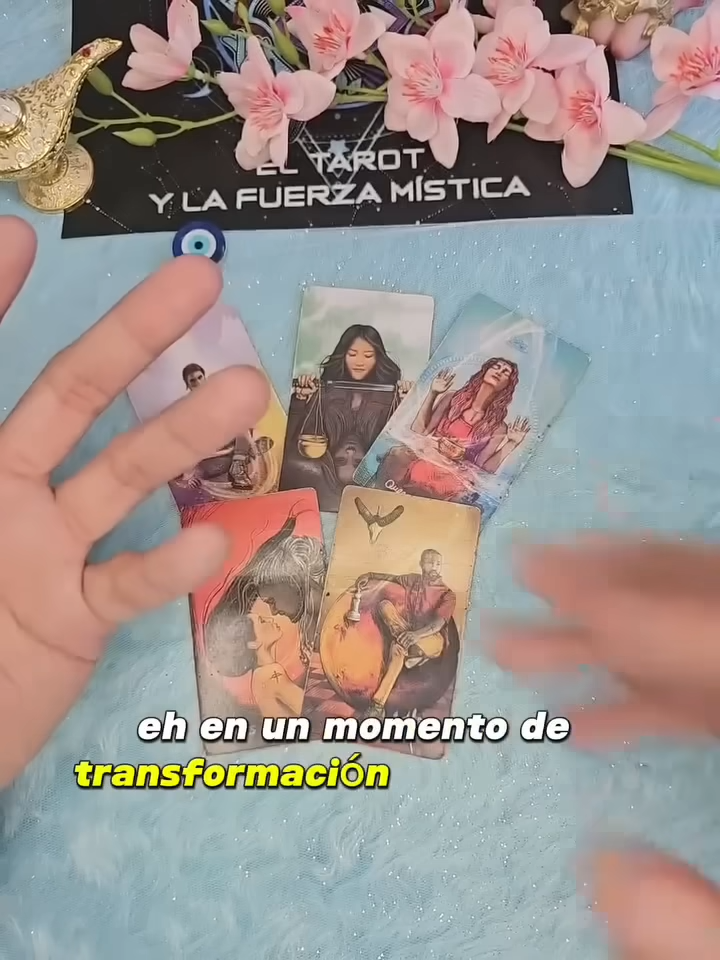 EL TAROT
Y LA FUERZA MÍSTICA
eh en un momento de
transformación